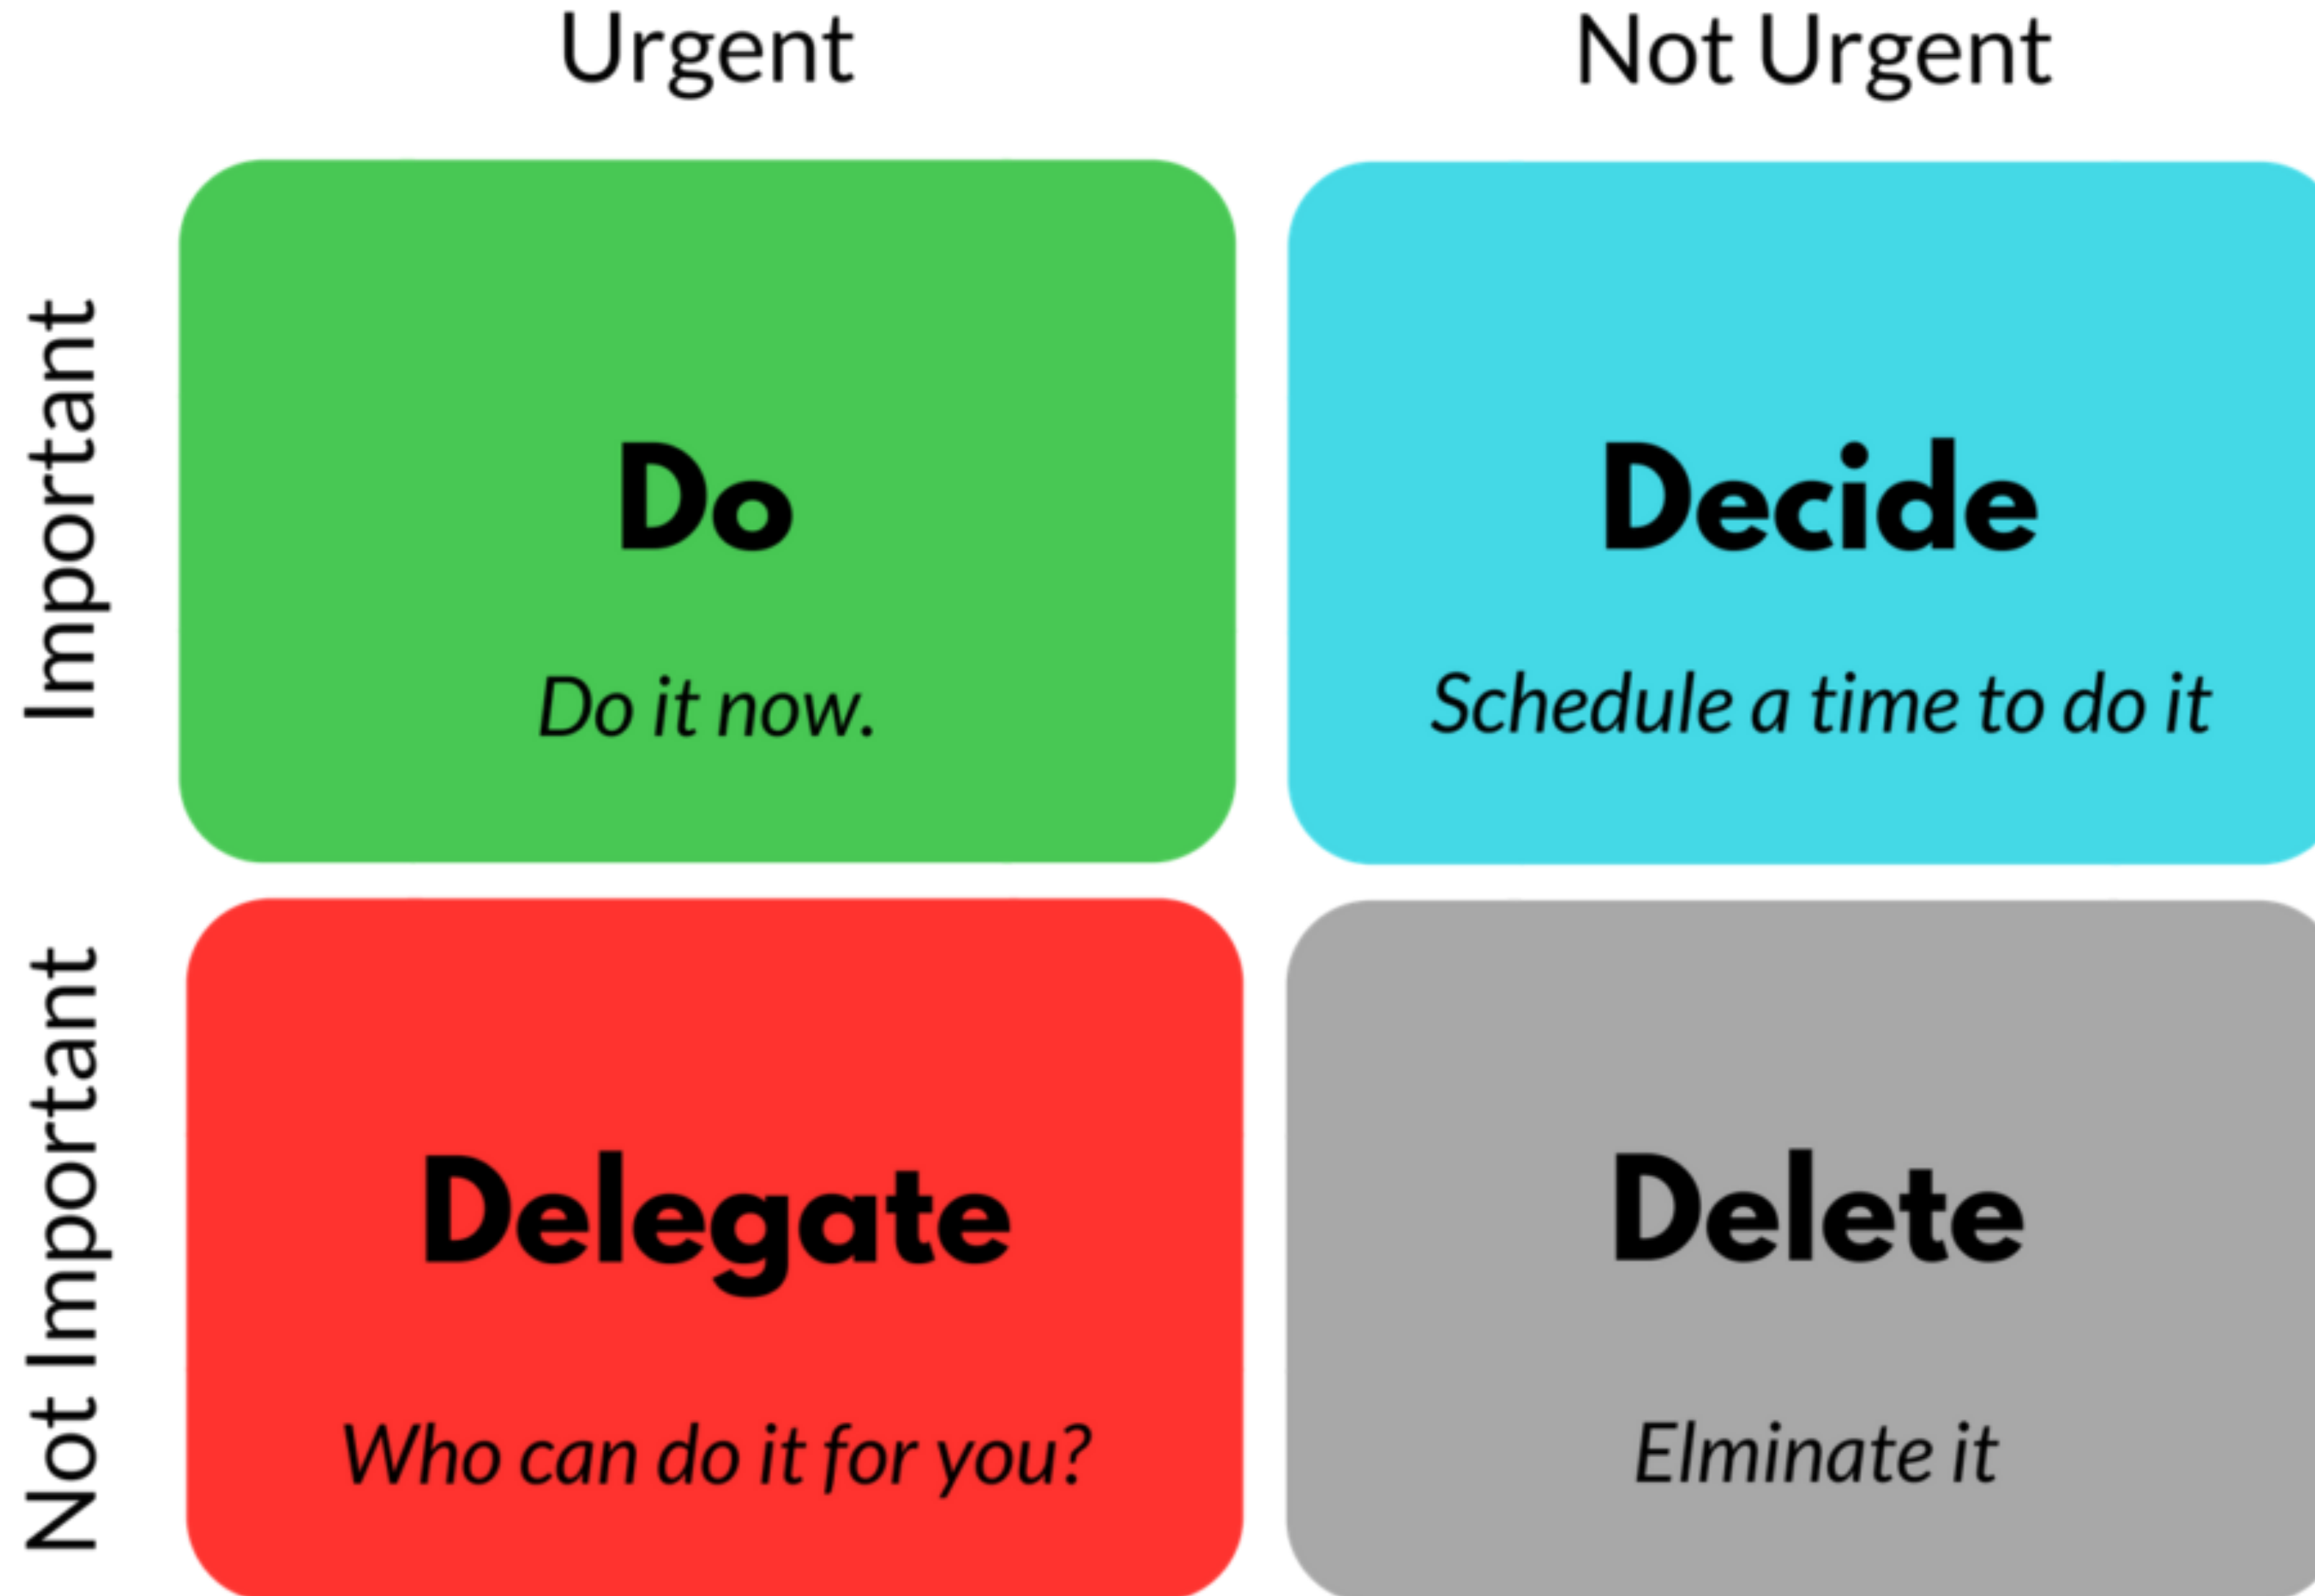 Urgent
Not Urgent
Important
Do
Do it now.
Decide
Schedule a time to do it
Not Important
Delegate
Who can do it for you?
Delete
Elminate it